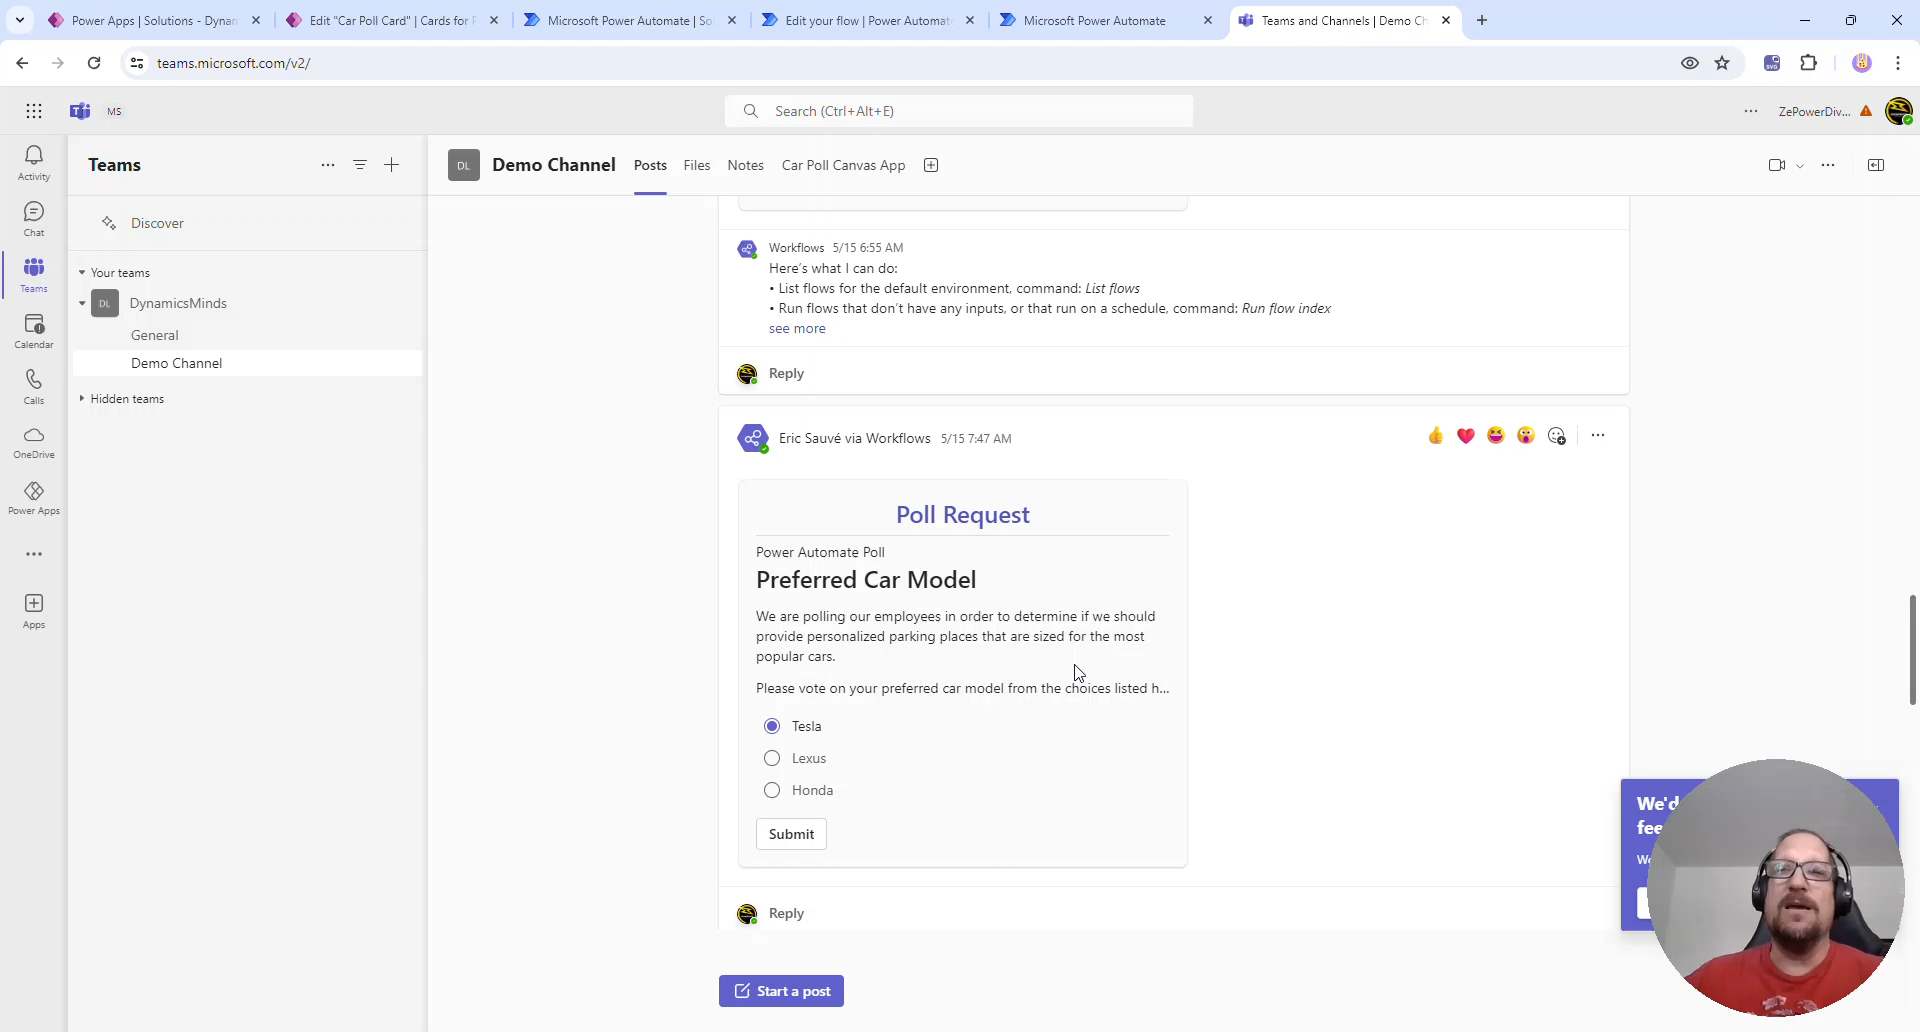 Power Apps | Solutions - Dynam
Edit "Car Poll Card" | Cards for P
Microsoft Power Automate | So
Edit your flow | Power Automate
Microsoft Power Automate
Teams and Channels | Demo Ch
teams.microsoft.com/v2/
MS
Search (Ctrl+Alt+E)
ZePowerDiv...
Activity
Chat
Teams
Calendar
Calls
OneDrive
Power Apps
Apps
Teams
Discover
Your teams
DL DynamicsMinds
General
Demo Channel
Hidden teams
DL Demo Channel Posts Files Notes Car Poll Canvas App
Workflows 5/15 6:55 AM
Here's what I can do:
• List flows for the default environment, command: List flows
• Run flows that don't have any inputs, or that run on a schedule, command: Run flow index
see more
Reply
Eric Sauvé via Workflows 5/15 7:47 AM
Poll Request
Power Automate Poll
Preferred Car Model
We are polling our employees in order to determine if we should
provide personalized parking places that are sized for the most
popular cars.
Please vote on your preferred car model from the choices listed h...
Tesla
Lexus
Honda
Submit
Reply
Start a post
We'd
fee
We